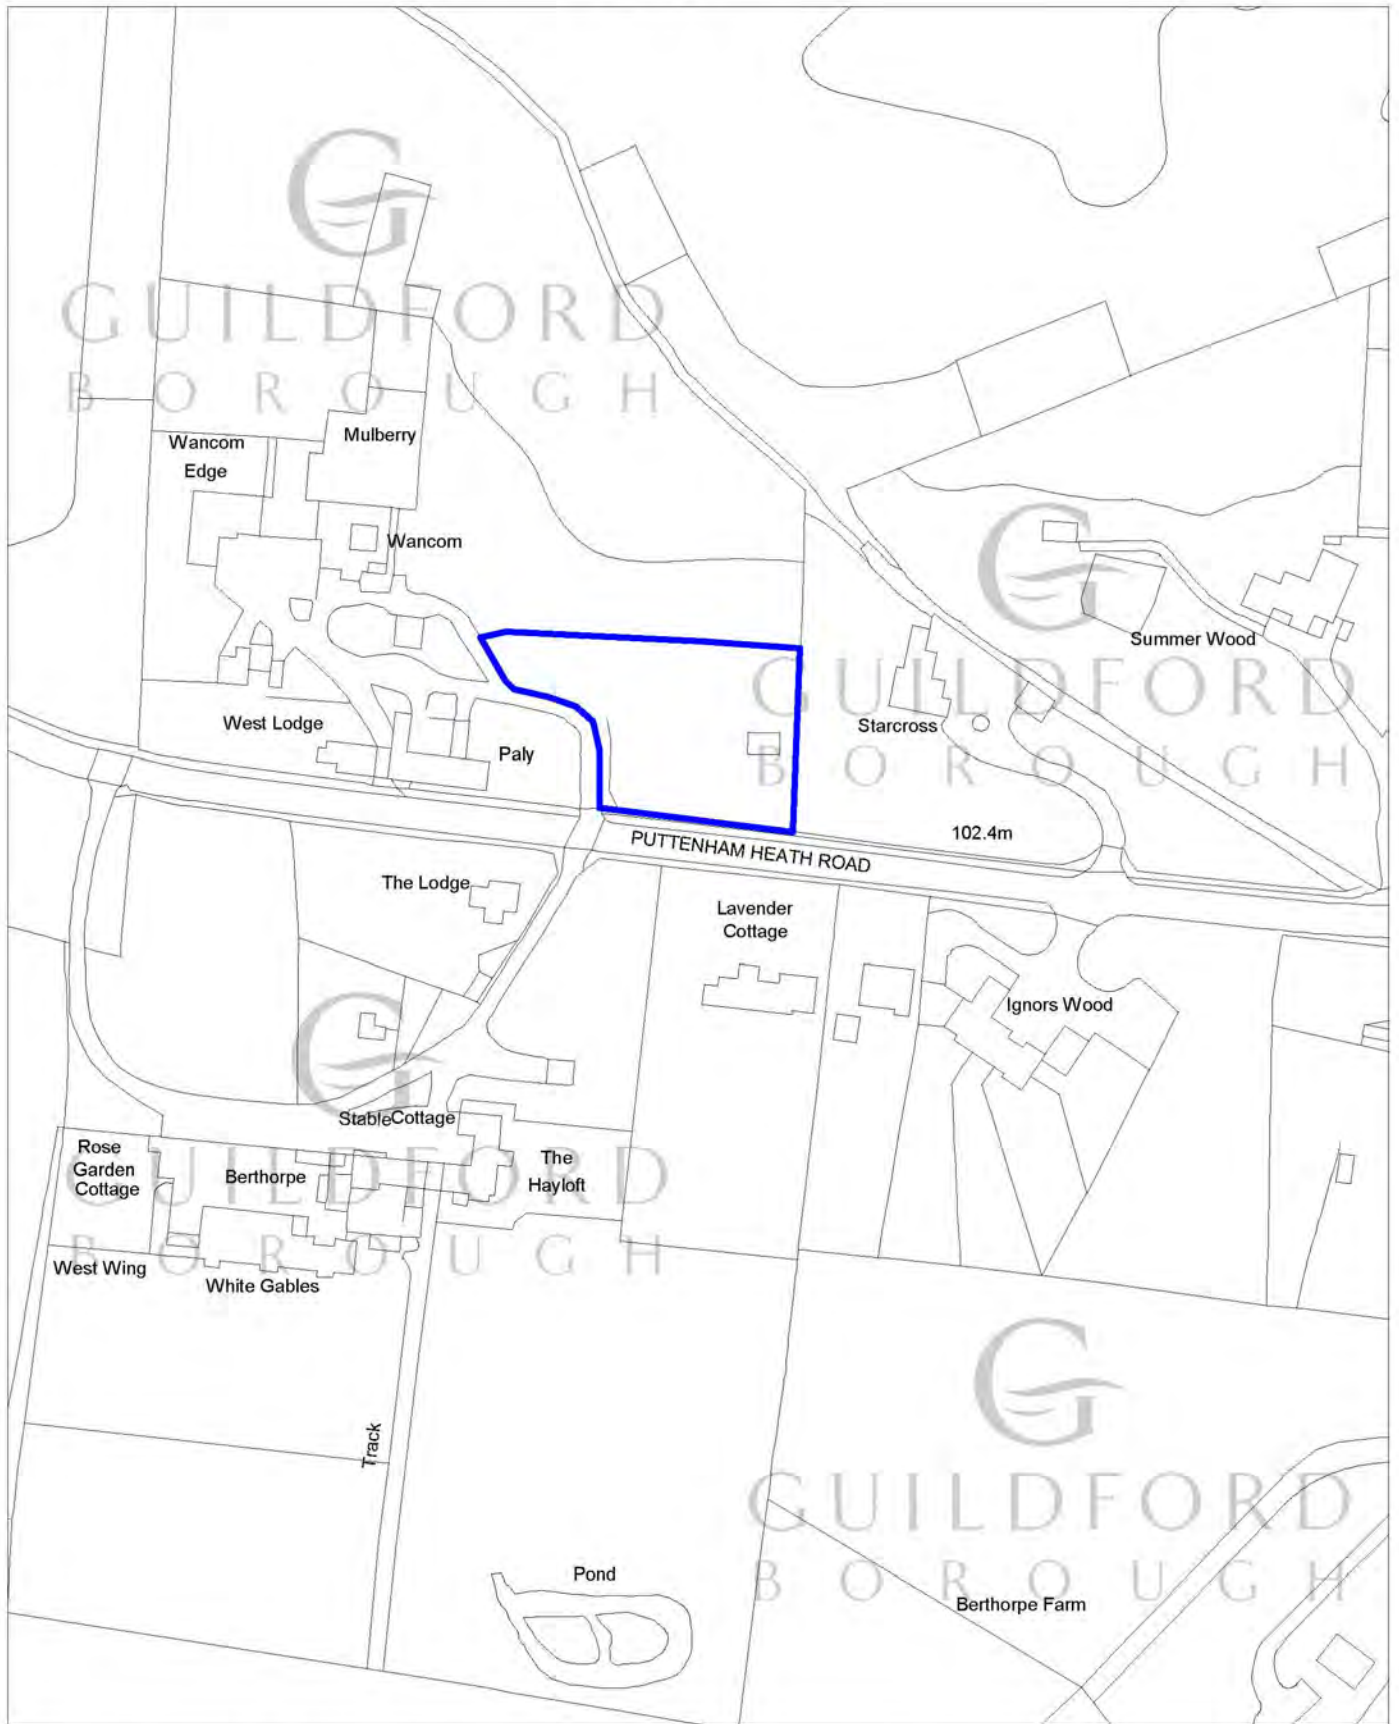 GUILDFORD
BOROUGH
Wancom
Edge
Mulberry
Wancom
Summer Wood
GUILDFORD
BOROUGH
West Lodge
Paly
Starcross
102.4m
PUTTENHAM HEATH ROAD
The Lodge
Lavender
Cottage
Ignors Wood
StableCottage
Rose
Garden
Cottage
Berthorpe
The
Hayloft
GUILDFORD
BOROUGH
West Wing
White Gables
Track
GUILDFORD
BOROUGH
Pond
Berthorpe Farm